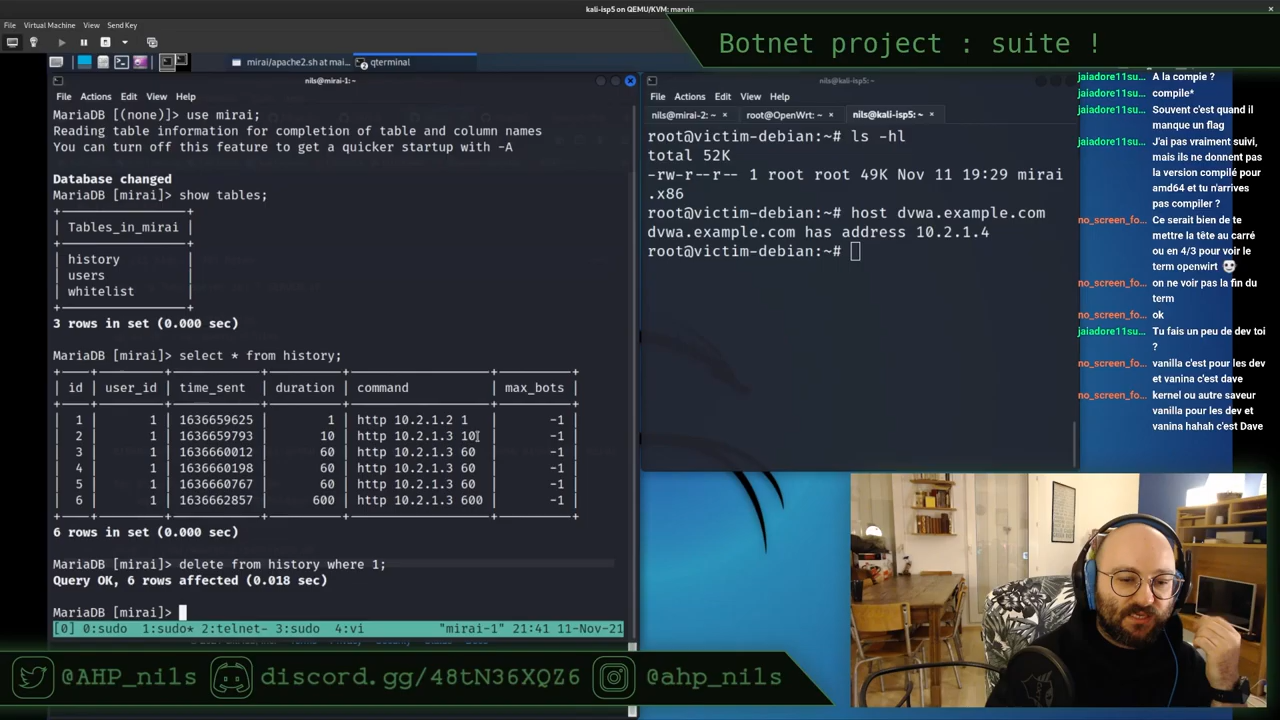 kali-isp5 on QEMU/KVM: marvin
File Virtual Machine View Send Key
Botnet project : suite !
mirai/apache2.sh at mai...
qterminal
nils@mirai-1: ~
File Actions Edit View Help
MariaDB [(none)]> use mirai;
Reading table information for completion of table and column names
You can turn off this feature to get a quicker startup with -A
Database changed
MariaDB [mirai]> show tables;
+-----------------+
| Tables_in_mirai |
+-----------------+
| history |
| users |
| whitelist |
+-----------------+
3 rows in set (0.000 sec)
MariaDB [mirai]> select * from history;
| id | user_id | time_sent | duration | command | max_bots |
| 1 | 1 | 1636659625 | 1 | http 10.2.1.2 1 | -1 |
| 2 | 1 | 1636659793 | 10 | http 10.2.1.3 10 | -1 |
| 3 | 1 | 1636660012 | 60 | http 10.2.1.3 60 | -1 |
| 4 | 1 | 1636660198 | 60 | http 10.2.1.3 60 | -1 |
| 5 | 1 | 1636660767 | 60 | http 10.2.1.3 60 | -1 |
| 6 | 1 | 1636662857 | 600 | http 10.2.1.3 600 | -1 |
6 rows in set (0.000 sec)
MariaDB [mirai]> delete from history where 1;
Query OK, 6 rows affected (0.018 sec)
MariaDB [mirai]>
[0] 0:sudo 1:sudo* 2:telnet- 3:sudo 4:vi "mirai-1" 21:41 11-Nov-21
nils@kali-isp5: ~
File Actions Edit View Help
nils@mirai-2: ~ × root@OpenWrt: ~ × nils@kali-isp5: ~ ×
root@victim-debian:~# ls -hl
total 52K
-rw-r--r-- 1 root root 49K Nov 11 19:29 mirai
.x86
root@victim-debian:~# host dvwa.example.com
dvwa.example.com has address 10.2.1.4
root@victim-debian:~#
jaiadore11su... A la compie ?
jaiadore11su... compile*
jaiadore11su... Souvent c'est quand il
manque un flag
jaiadore11su... J'ai pas vraiment suivi,
mais ils ne donnent pas
la version compilé pour
amd64 et tu n'arrives
pas compiler ?
no_screen_fo... Ce serait bien de te
mettre la tête au carré
ou en 4/3 pour voir le
term openwirt
no_screen_fo... on ne voit pas la fin du
term
no_screen_fo... ok
jaiadore11su... Tu fais un peu de dev toi
?
no_screen_fo... vanilla c'est pour les dev
et vanina c'est dave
no_screen_fo... kernel ou autre saveur
vanilla pour les dev et
vanina hahah c'est Dave
@AHP_nils discord.gg/48tN36XQZ6 @ahp_nils